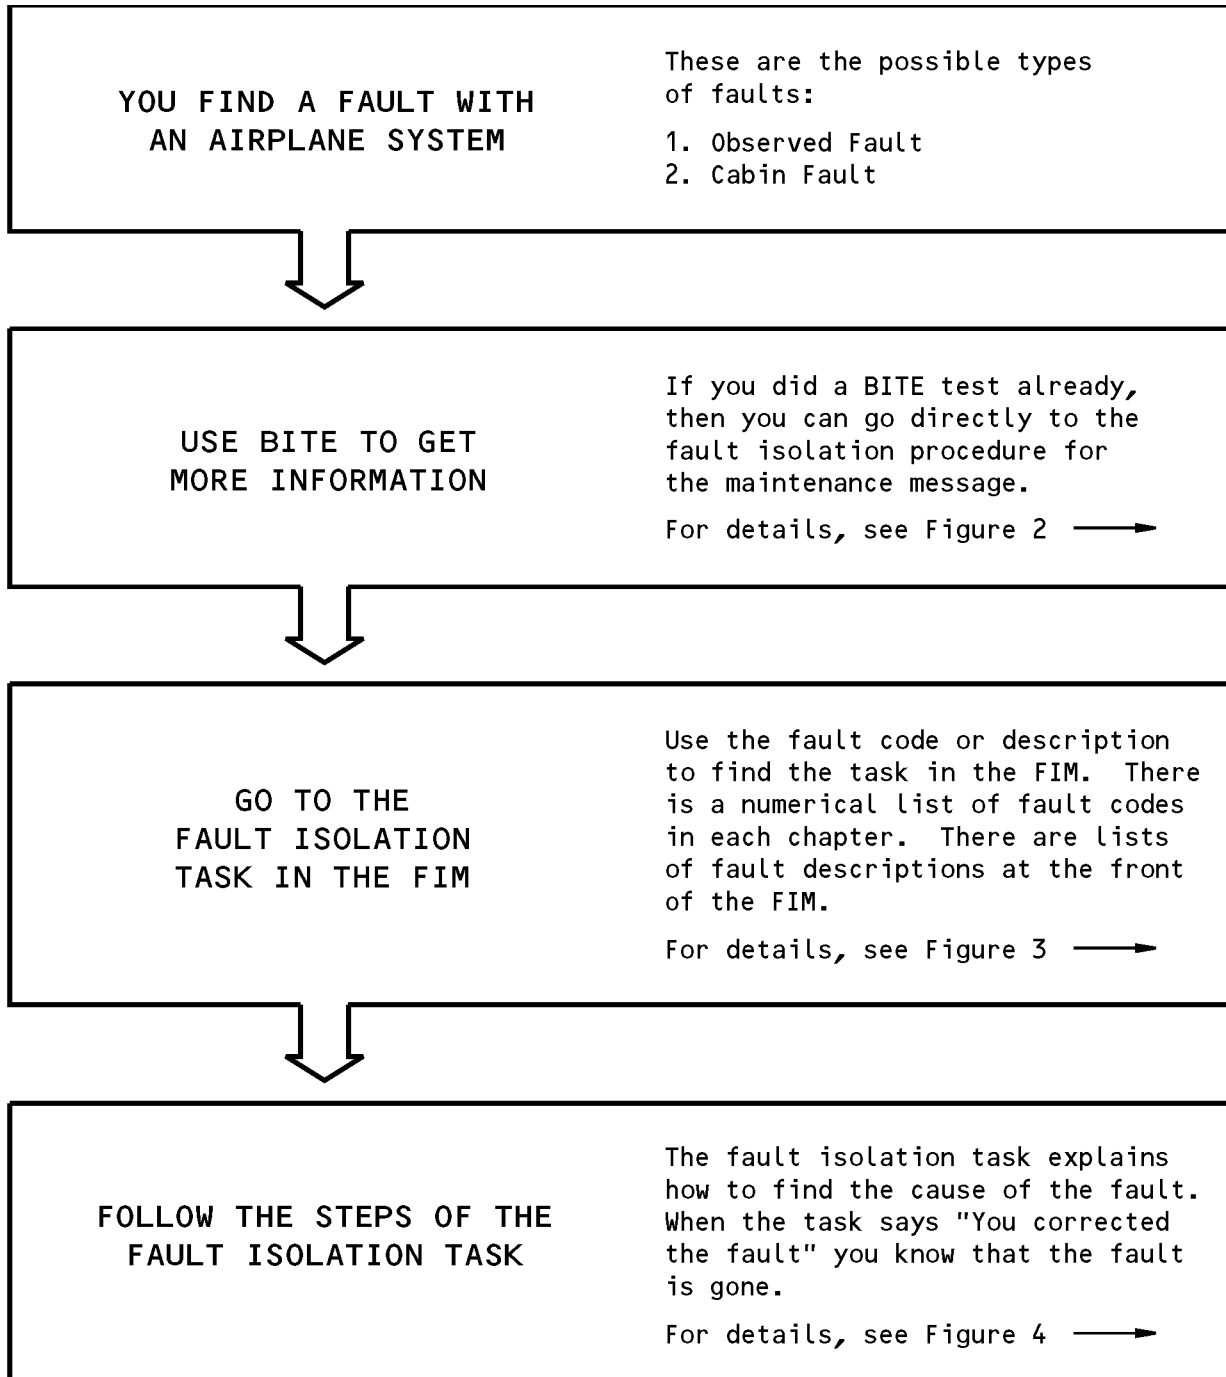 YOU FIND A FAULT WITH
AN AIRPLANE SYSTEM
These are the possible types
of faults:
1. Observed Fault
2. Cabin Fault
USE BITE TO GET
MORE INFORMATION
If you did a BITE test already,
then you can go directly to the
fault isolation procedure for
the maintenance message.
For details, see Figure 2
GO TO THE
FAULT ISOLATION
TASK IN THE FIM
Use the fault code or description
to find the task in the FIM.  There
is a numerical list of fault codes
in each chapter.  There are lists
of fault descriptions at the front
of the FIM.
For details, see Figure 3
FOLLOW THE STEPS OF THE
FAULT ISOLATION TASK
The fault isolation task explains
how to find the cause of the fault.
When the task says "You corrected
the fault" you know that the fault
is gone.
For details, see Figure 4